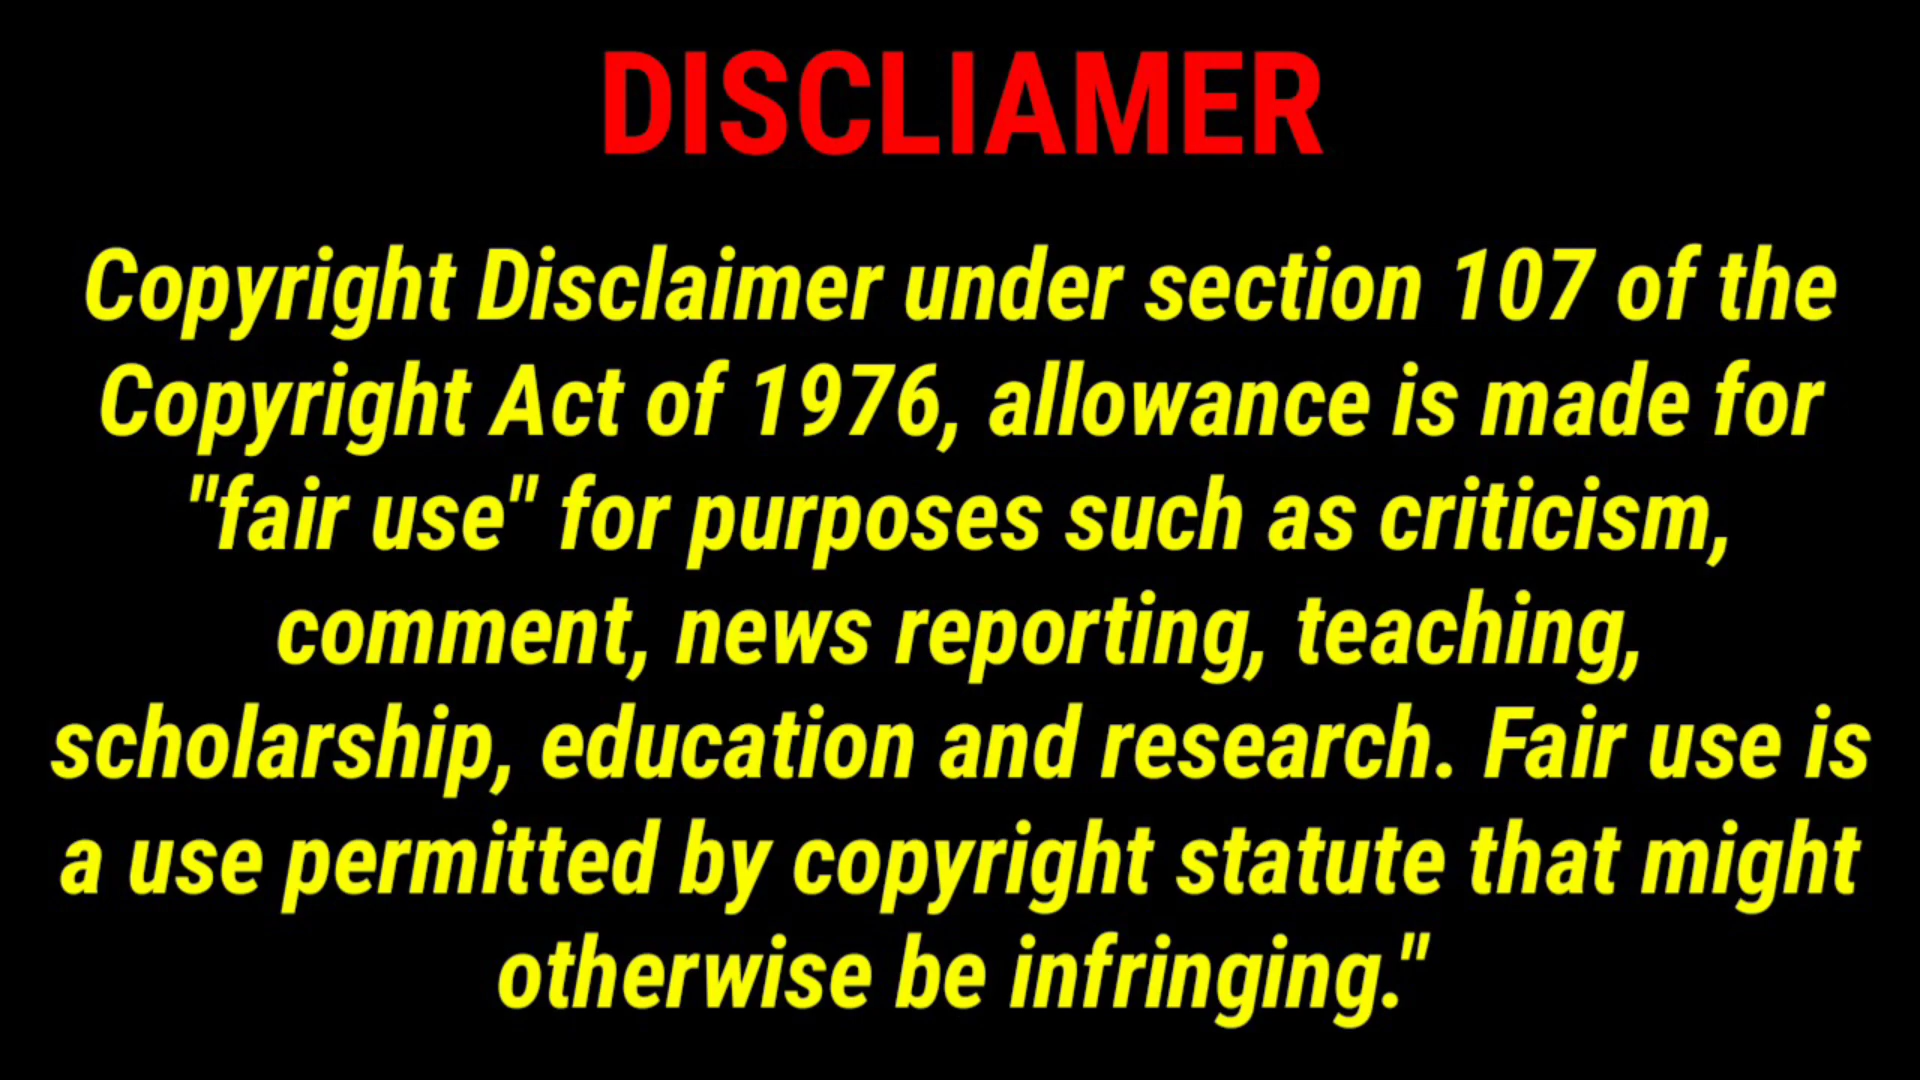 DISCLIAMER
Copyright Disclaimer under section 107 of the
Copyright Act of 1976, allowance is made for
"fair use" for purposes such as criticism,
comment, news reporting, teaching,
scholarship, education and research. Fair use is
a use permitted by copyright statute that might
otherwise be infringing."